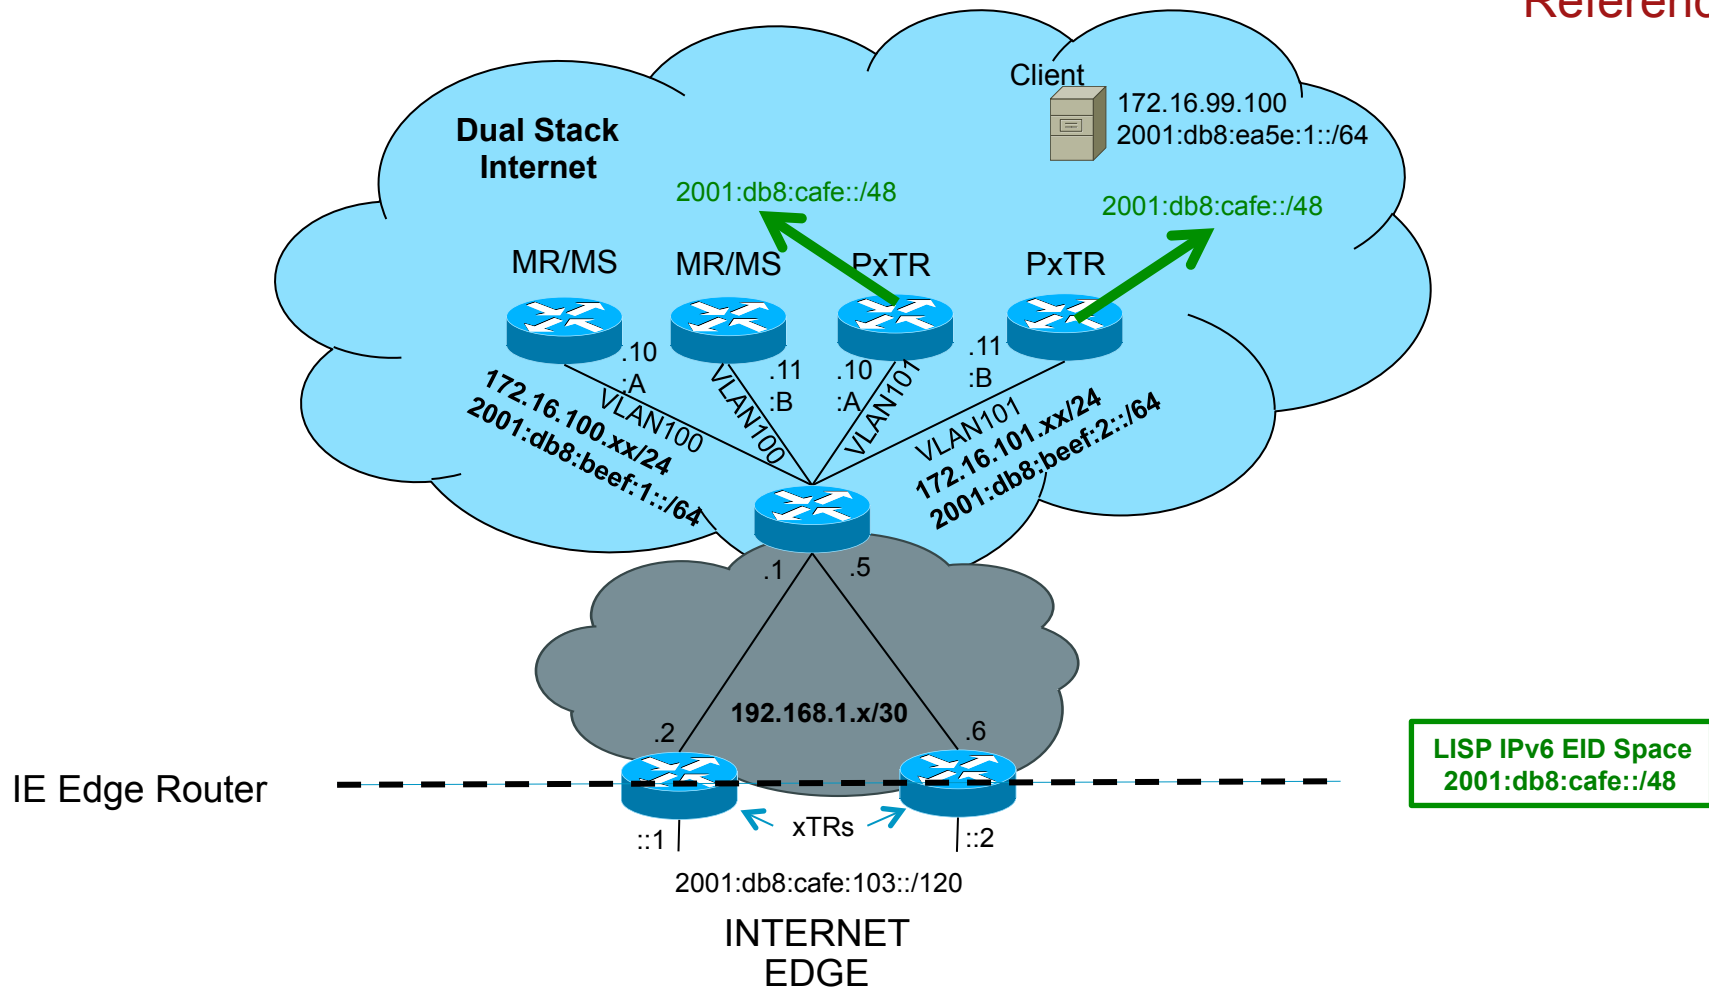 Referenc
Client
172.16.99.100
2001:db8:ea5e:1::/64
Dual Stack
Internet
2001:db8:cafe::/48
2001:db8:cafe::/48
MR/MS
MR/MS
PxTR
PxTR
.10
:A
.11
:B
.10
:A
.11
:B
VLAN100
VLAN100
VLAN101
VLAN101
172.16.100.xx/24
2001:db8:beef:1::/64
172.16.101.xx/24
2001:db8:beef:2::/64
.1
.5
192.168.1.x/30
.2
.6
LISP IPv6 EID Space
2001:db8:cafe::/48
IE Edge Router
xTRs
::1
::2
2001:db8:cafe:103::/120
INTERNET
EDGE